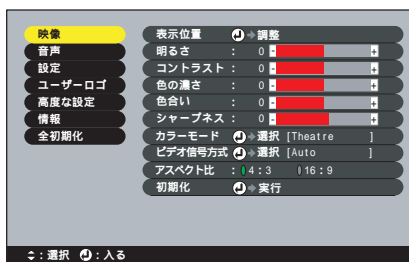 映像
音声
設定
ユーザーロゴ
高度な設定
情報
全初期化
表示位置 調整
明るさ : 0 - +
コントラスト : 0 - +
色の濃さ : 0 - +
色合い : 0 - +
シャープネス : 0 - +
カラーモード 選択 [Theatre ]
ビデオ信号方式 選択 [Auto ]
アスペクト比 : 4:3 16:9
初期化 実行
:選択 :入る